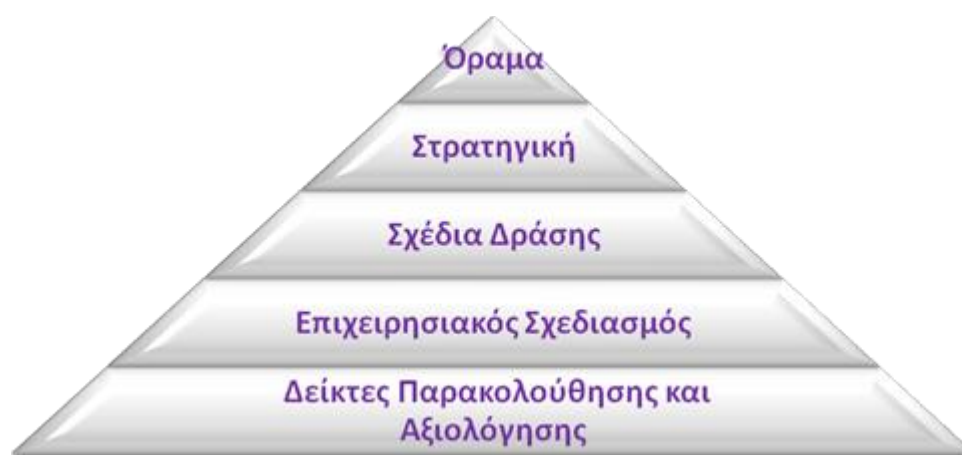 Όραμα
Στρατηγική
Σχέδια Δράσης
Επιχειρησιακός Σχεδιασμός
Δείκτες Παρακολούθησης και
Αξιολόγησης